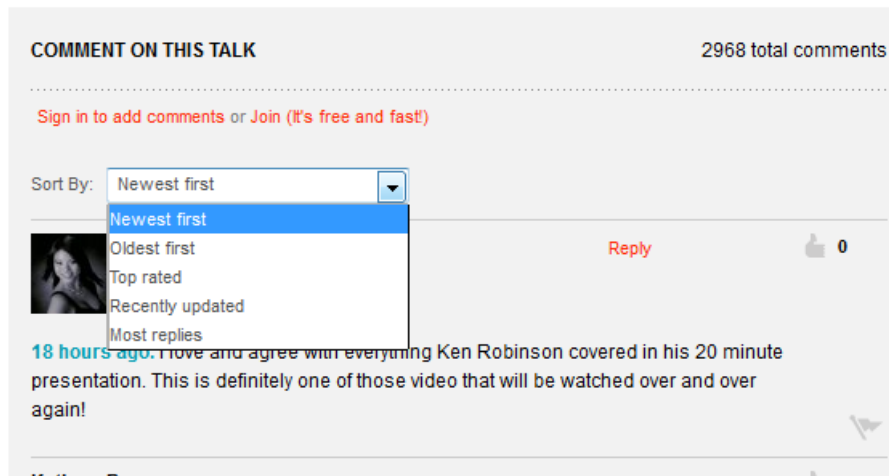 COMMENT ON THIS TALK 2968 total comments
Sign in to add comments or Join (It's free and fast!)
Sort By: Newest first
Newest first
Oldest first
Reply 0
Top rated
Recently updated
Most replies
18 hours ago: I love and agree with everything Ken Robinson covered in his 20 minute
presentation. This is definitely one of those video that will be watched over and over
again!